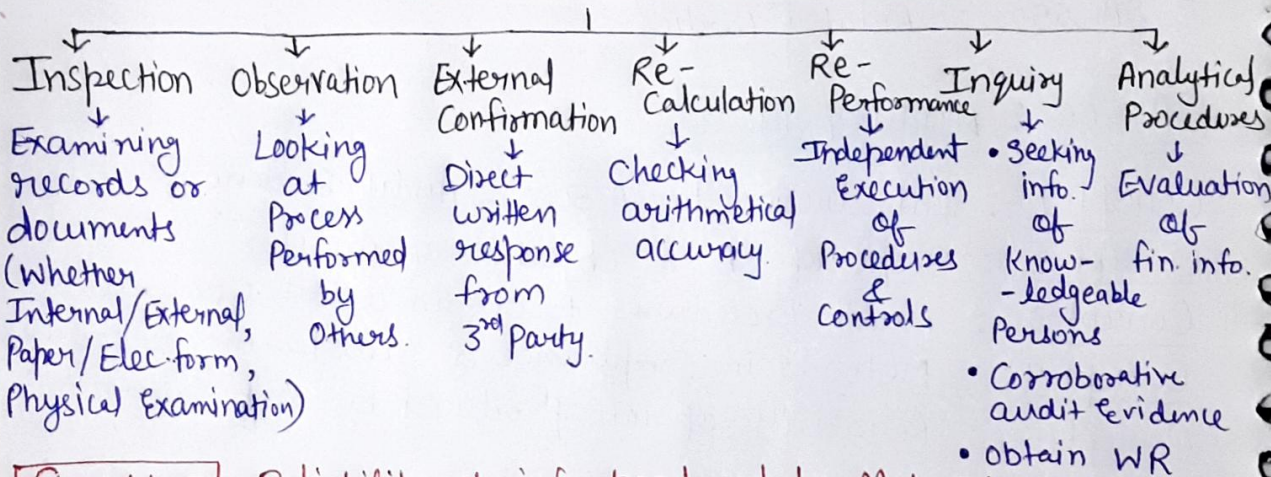 Inspection
Examining
records or
documents
(Whether
Internal/External,
Paper/Elec.form,
Physical Examination)
Observation
Looking
at
Process
Performed
by
Others.
External
Confirmation
Direct
written
response
from
3rd Party.
Re-
Calculation
Checking
arithmetical
accuracy.
Re-
Performance
Independent
Execution
of
Procedures
&
Controls
Inquiry
• Seeking
info.
of
Know-
-ledgeable
Persons
• Corroborative
audit Evidence
• Obtain WR
Analytical
Procedures
Evaluation
of
fin. info.